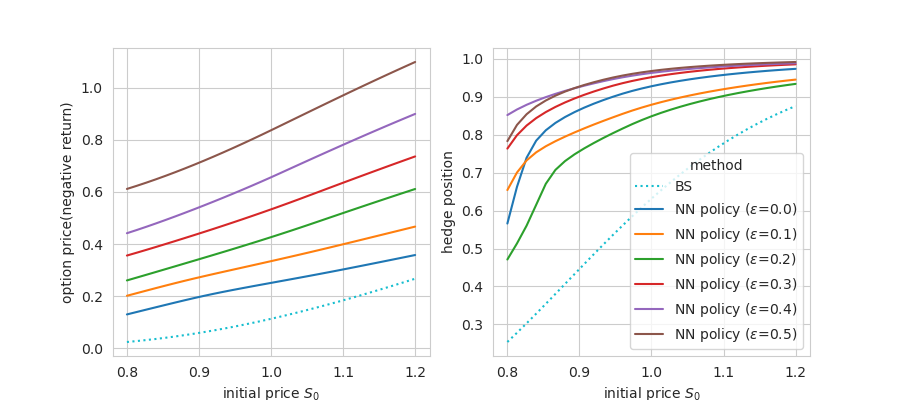 option price(negative return)
1.0
0.8
0.6
0.4
0.2
0.0
0.8
0.9
1.0
1.1
1.2
initial price S₀
hedge position
1.0
0.9
0.8
0.7
0.6
0.5
0.4
0.3
0.8
0.9
1.0
1.1
1.2
initial price S₀
method
BS
NN policy (ε=0.0)
NN policy (ε=0.1)
NN policy (ε=0.2)
NN policy (ε=0.3)
NN policy (ε=0.4)
NN policy (ε=0.5)